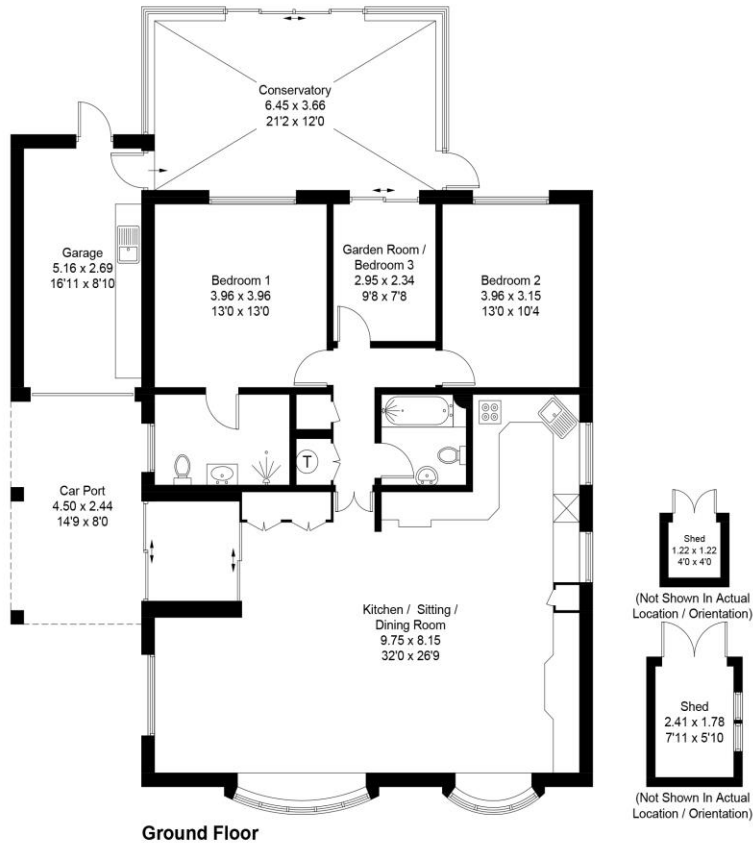 Conservatory
6.45 x 3.66
21'2 x 12'0
Garage
5.16 x 2.69
16'11 x 8'10
Bedroom 1
3.96 x 3.96
13'0 x 13'0
Garden Room /
Bedroom 3
2.95 x 2.34
9'8 x 7'8
Bedroom 2
3.96 x 3.15
13'0 x 10'4
T
Car Port
4.50 x 2.44
14'9 x 8'0
Kitchen / Sitting /
Dining Room
9.75 x 8.15
32'0 x 26'9
Shed
1.22 x 1.22
4'0 x 4'0
(Not Shown In Actual
Location / Orientation)
Shed
2.41 x 1.78
7'11 x 5'10
(Not Shown In Actual
Location / Orientation)
Ground Floor